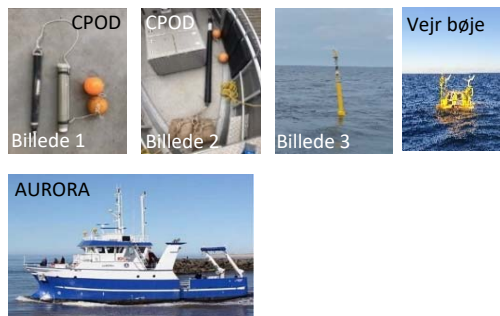 CPOD
Billede 1
CPOD
Billede 2
Billede 3
Vejr bøje
AURORA